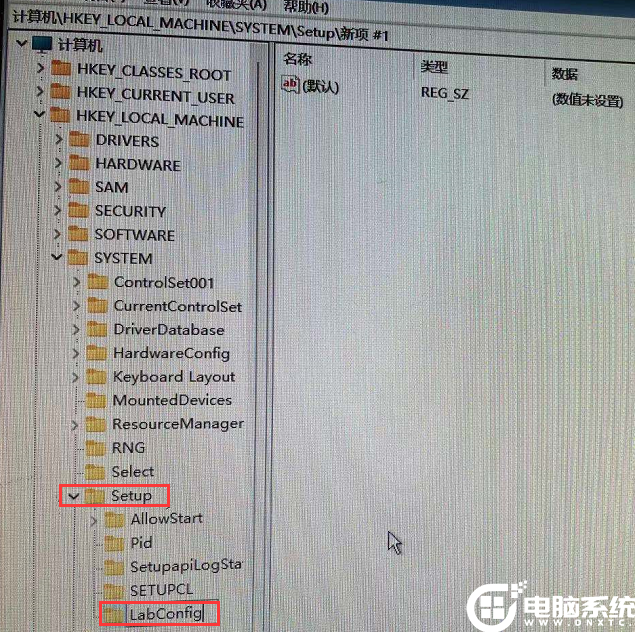 查看(V) 收藏夹(A) 帮助(H)
计算机\HKEY_LOCAL_MACHINE\SYSTEM\Setup\新项 #1
计算机
HKEY_CLASSES_ROOT
HKEY_CURRENT_USER
HKEY_LOCAL_MACHINE
DRIVERS
HARDWARE
SAM
SECURITY
SOFTWARE
SYSTEM
ControlSet001
CurrentControlSet
DriverDatabase
HardwareConfig
Keyboard Layout
MountedDevices
ResourceManager
RNG
Select
Setup
AllowStart
Pid
SetupapiLogSta
SETUPCL
LabConfig
名称 类型 数据
ab (默认) REG_SZ (数值未设置)
电脑系统
WWW.DNXTC.COM